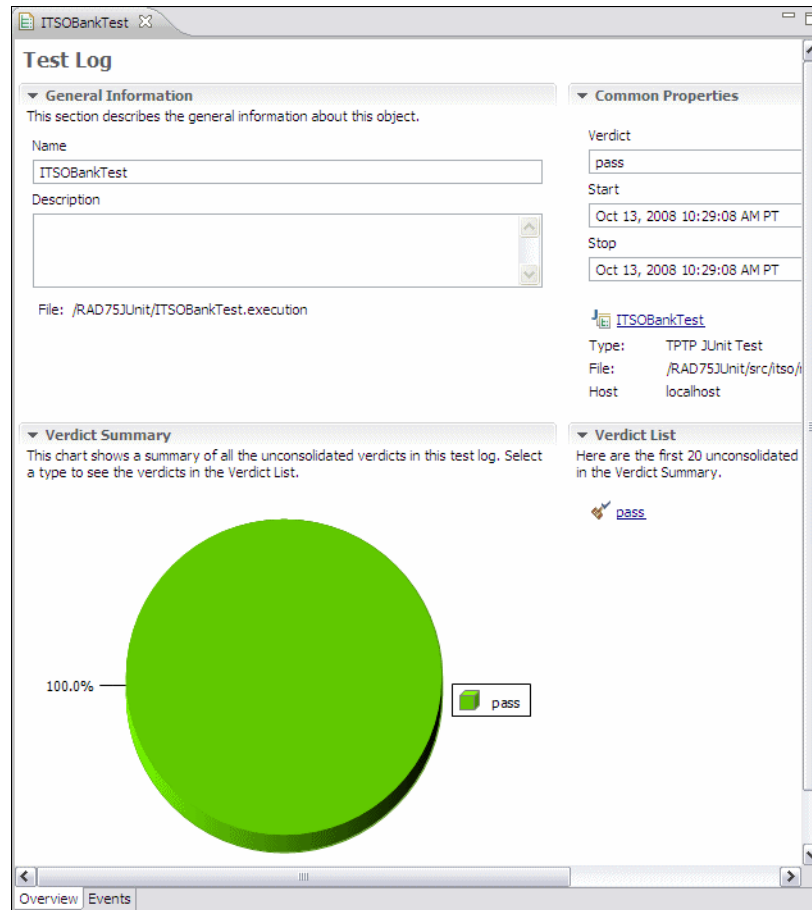 ITSOBankTest
Test Log
General Information
This section describes the general information about this object.
Name
ITSOBankTest
Description
File: /RAD75JUnit/ITSOBankTest.execution
Common Properties
Verdict
pass
Start
Oct 13, 2008 10:29:08 AM PT
Stop
Oct 13, 2008 10:29:08 AM PT
ITSOBankTest
Type: TPTP JUnit Test
File: /RAD75JUnit/src/itso/
Host localhost
Verdict Summary
This chart shows a summary of all the unconsolidated verdicts in this test log. Select
a type to see the verdicts in the Verdict List.
100.0%
pass
Verdict List
Here are the first 20 unconsolidated
in the Verdict Summary.
pass
Overview Events